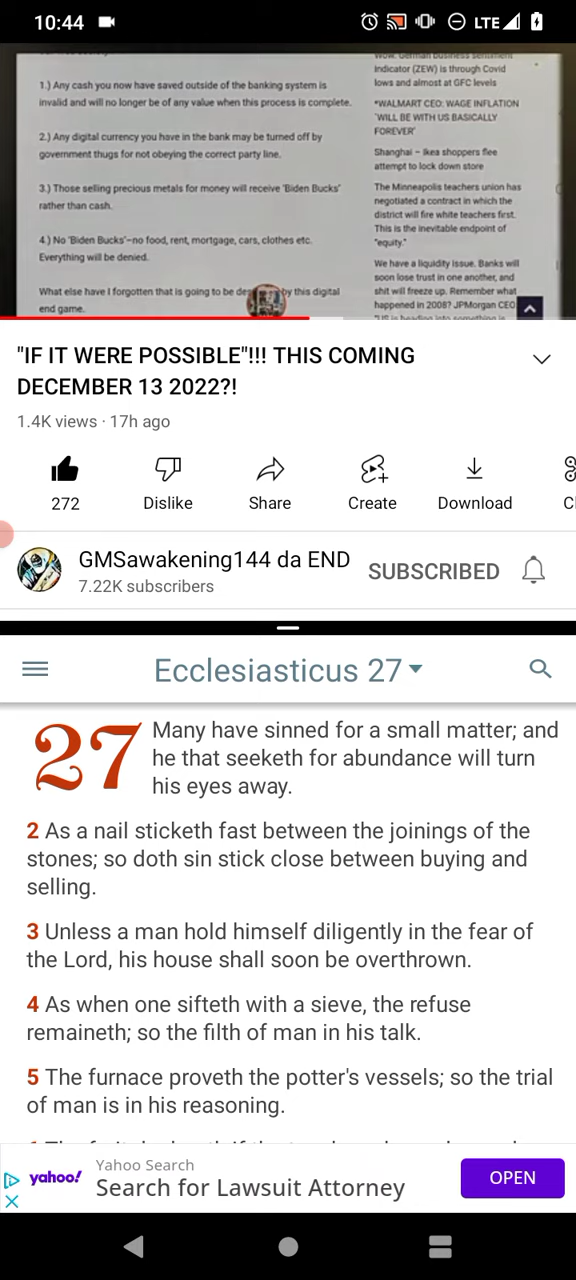 10:44
LTE
1.) Any cash you now have saved outside of the banking system is
invalid and will no longer be of any value when this process is complete.
2.) Any digital currency you have in the bank may be turned off by
government thugs for not obeying the correct party line.
3.) Those selling precious metals for money will receive 'Biden Bucks'
rather than cash.
4.) No 'Biden Bucks'–no food, rent, mortgage, cars, clothes etc.
Everything will be denied.
What else have I forgotten that is going to be by this digital
end game.
Wow. German business sentiment
indicator (ZEW) is through Covid
lows and almost at GFC levels
*WALMART CEO: WAGE INFLATION
'WILL BE WITH US BASICALLY
FOREVER'
Shanghai – Ikea shoppers flee
attempt to lock down store
The Minneapolis teachers union has
negotiated a contract in which the
district will fire white teachers first.
This is the inevitable endpoint of
"equity."
We have a liquidity issue. Banks will
soon lose trust in one another, and
shit will freeze up. Remember what
happened in 2008? JPMorgan CEO
"US is heading into something is
"IF IT WERE POSSIBLE"!!! THIS COMING
DECEMBER 13 2022?!
1.4K views · 17h ago
272
Dislike
Share
Create
Download
Cl
GMSawakening144 da END
7.22K subscribers
SUBSCRIBED
Ecclesiasticus 27
27 Many have sinned for a small matter; and
he that seeketh for abundance will turn
his eyes away.
2 As a nail sticketh fast between the joinings of the
stones; so doth sin stick close between buying and
selling.
3 Unless a man hold himself diligently in the fear of
the Lord, his house shall soon be overthrown.
4 As when one sifteth with a sieve, the refuse
remaineth; so the filth of man in his talk.
5 The furnace proveth the potter's vessels; so the trial
of man is in his reasoning.
yahoo!
Yahoo Search
Search for Lawsuit Attorney
OPEN